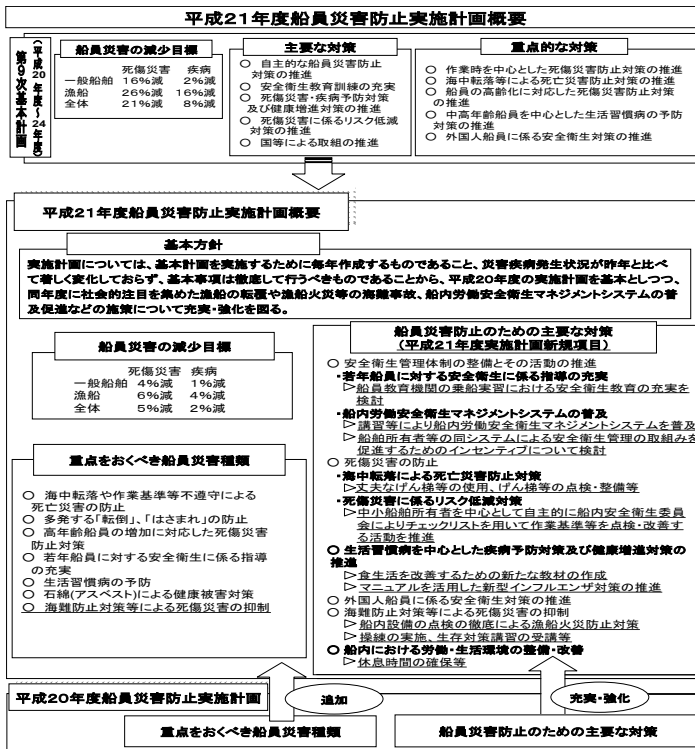 平成21年度船員災害防止実施計画概要
第9次基本計画
(平成20年度~24年度)
船員災害の減少目標
死傷災害 疾病
一般船舶 16%減 2%減
漁船 26%減 16%減
全体 21%減 8%減
主要な対策
○ 自主的な船員災害防止
対策の推進
○ 安全衛生教育訓練の充実
○ 死傷災害・疾病予防対策
及び健康増進対策の推進
○ 死傷災害に係るリスク低減
対策の推進
○ 国等による取組の推進
重点的な対策
○ 作業時を中心とした死傷災害防止対策の推進
○ 海中転落等による死亡災害防止対策の推進
○ 船員の高齢化に対応した死傷災害防止対策
の推進
○ 中高年齢船員を中心とした生活習慣病の予防
対策の推進
○ 外国人船員に係る安全衛生対策の推進
平成21年度船員災害防止実施計画概要
基本方針
実施計画については、基本計画を実施するために毎年作成するものであること、災害疾病発生状況が昨年と比べ
て著しく変化しておらず、基本事項は徹底して行うべきものであることから、平成20年度の実施計画を基本としつつ、
同年度に社会的注目を集めた漁船の転覆や漁船火災等の海難事故、船内労働安全衛生マネジメントシステムの普
及促進などの施策について充実・強化を図る。
船員災害の減少目標
死傷災害 疾病
一般船舶 4%減 1%減
漁船 6%減 4%減
全体 5%減 2%減
重点をおくべき船員災害種類
○ 海中転落や作業基準等不遵守による
死亡災害の防止
○ 多発する「転倒」、「はさまれ」の防止
○ 高年齢船員の増加に対応した死傷災害
防止対策
○ 若年船員に対する安全衛生に係る指導
の充実
○ 生活習慣病の予防
○ 石綿(アスベスト)による健康被害対策
○ 海難防止対策等による死傷災害の抑制
船員災害防止のための主要な対策
(平成21年度実施計画新規項目)
○ 安全衛生管理体制の整備とその活動の推進
・若年船員に対する安全衛生に係る指導の充実
▷船員教育機関の乗船実習における安全衛生教育の充実を
検討
・船内労働安全衛生マネジメントシステムの普及
▷講習等により船内労働安全衛生マネジメントシステムを普及
▷船舶所有者等の同システムによる安全衛生管理の取組みを
促進するためのインセンティブについて検討
○ 死傷災害の防止
・海中転落による死亡災害防止対策
▷丈夫なげん梯等の使用、げん梯等の点検・整備等
・死傷災害に係るリスク低減対策
▷中小船舶所有者を中心として自主的に船内安全衛生委員
会によりチェックリストを用いて作業基準等を点検・改善す
る活動を推進
○ 生活習慣病を中心とした疾病予防対策及び健康増進対策の
推進
▷食生活を改善するための新たな教材の作成
▷マニュアルを活用した新型インフルエンザ対策の推進
○ 外国人船員に係る安全衛生対策の推進
○ 海難防止対策等による死傷災害の抑制
▷船内設備の点検の徹底による漁船火災防止対策
▷操練の実施、生存対策講習の受講等
○ 船内における労働・生活環境の整備・改善
▷休息時間の確保等
平成20年度船員災害防止実施計画
追加
充実・強化
重点をおくべき船員災害種類
船員災害防止のための主要な対策